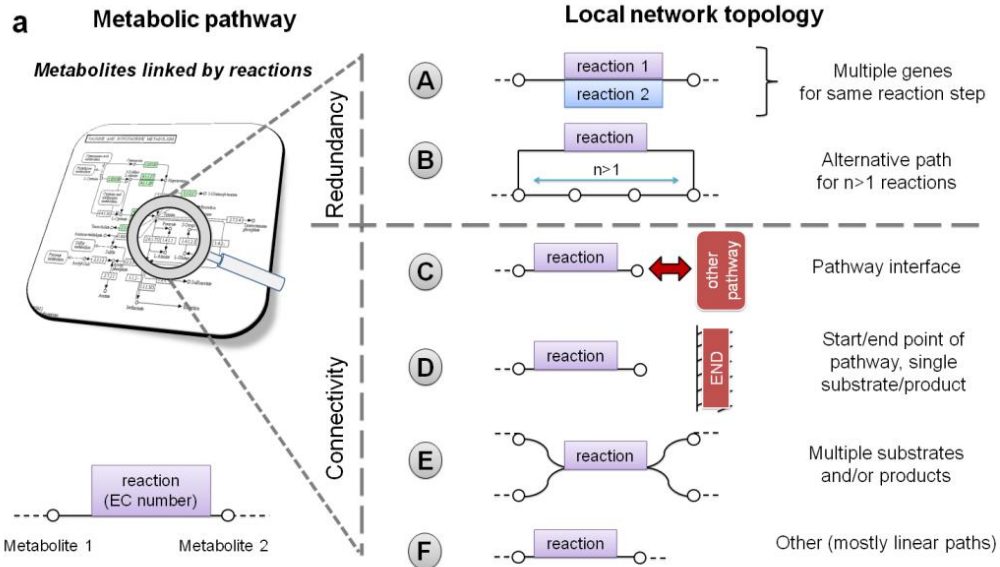 a
Metabolic pathway
Local network topology
Metabolites linked by reactions
Redundancy
A
reaction 1
reaction 2
Multiple genes
for same reaction step
B
reaction
n>1
Alternative path
for n>1 reactions
Connectivity
C
reaction
other
pathway
Pathway interface
D
reaction
END
Start/end point of
pathway, single
substrate/product
E
reaction
Multiple substrates
and/or products
F
reaction
Other (mostly linear paths)
reaction
(EC number)
Metabolite 1
Metabolite 2